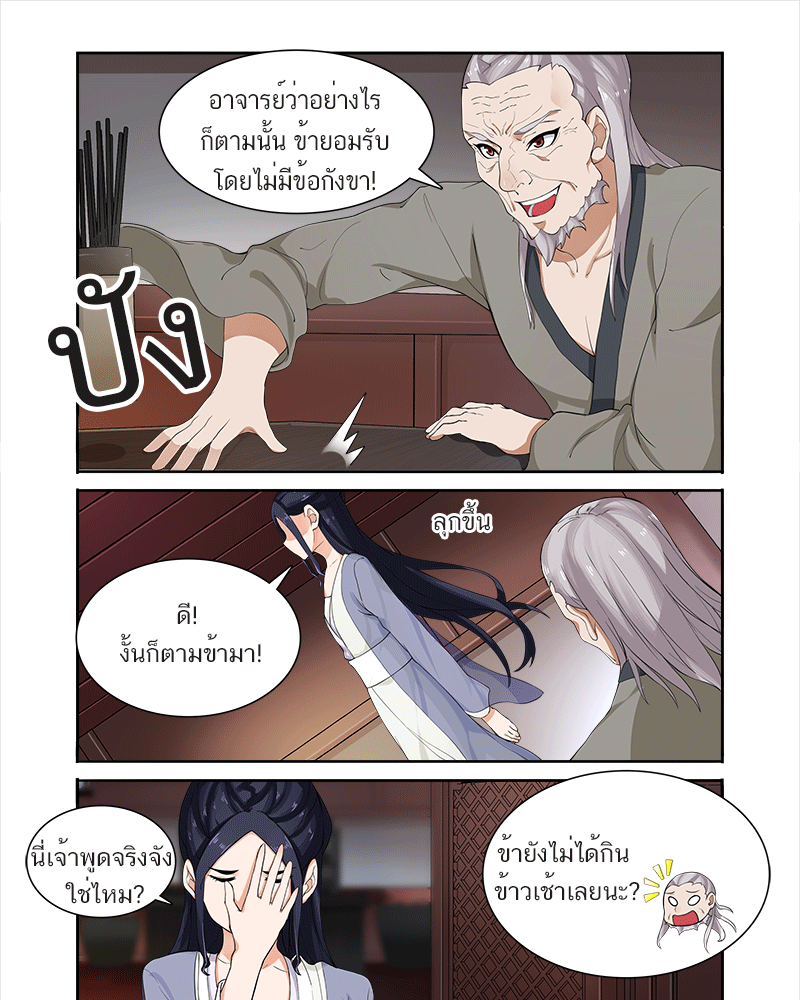 อาจารย์ว่าอย่างไร
ก็ตามนั้น ข้ายอมรับ
โดยไม่มีข้อกังขา!
ปัง
ลุกขึ้น
ดี!
งั้นก็ตามข้ามา!
ข้ายังไม่ได้กิน
ข้าวเช้าเลยนะ?
นี่เจ้าพูดจริงจัง
ใช่ไหม?